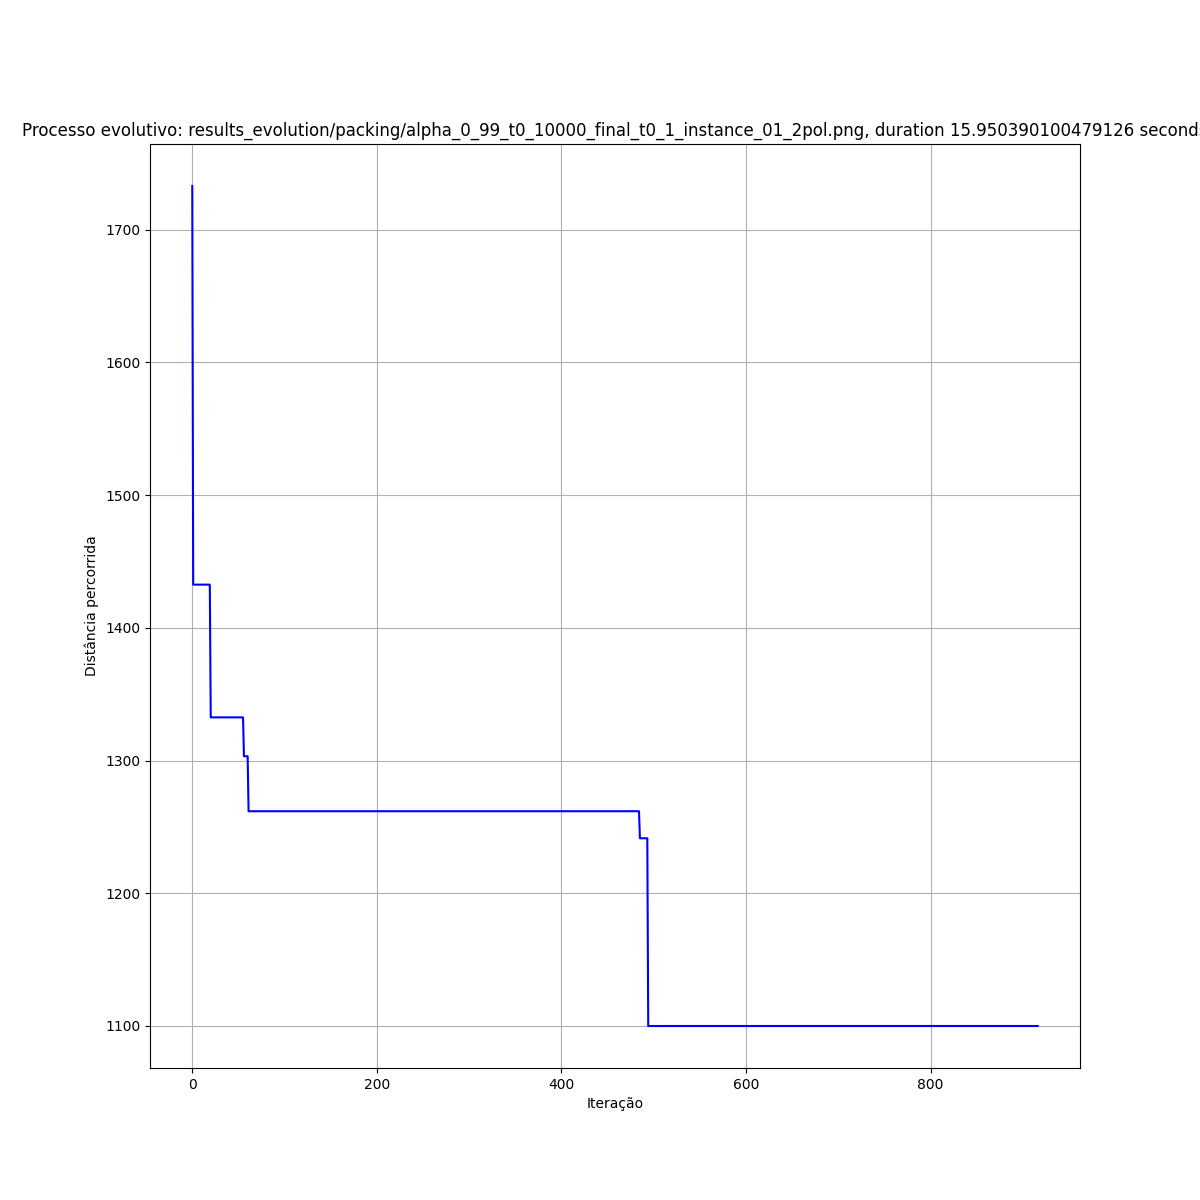 Processo evolutivo: results_evolution/packing/alpha_0_99_t0_10000_final_t0_1_instance_01_2pol.png, duration 15.950390100479126 second
1700
1600
1500
1400
1300
1200
1100
Distância percorrida
0 200 400 600 800
Iteração